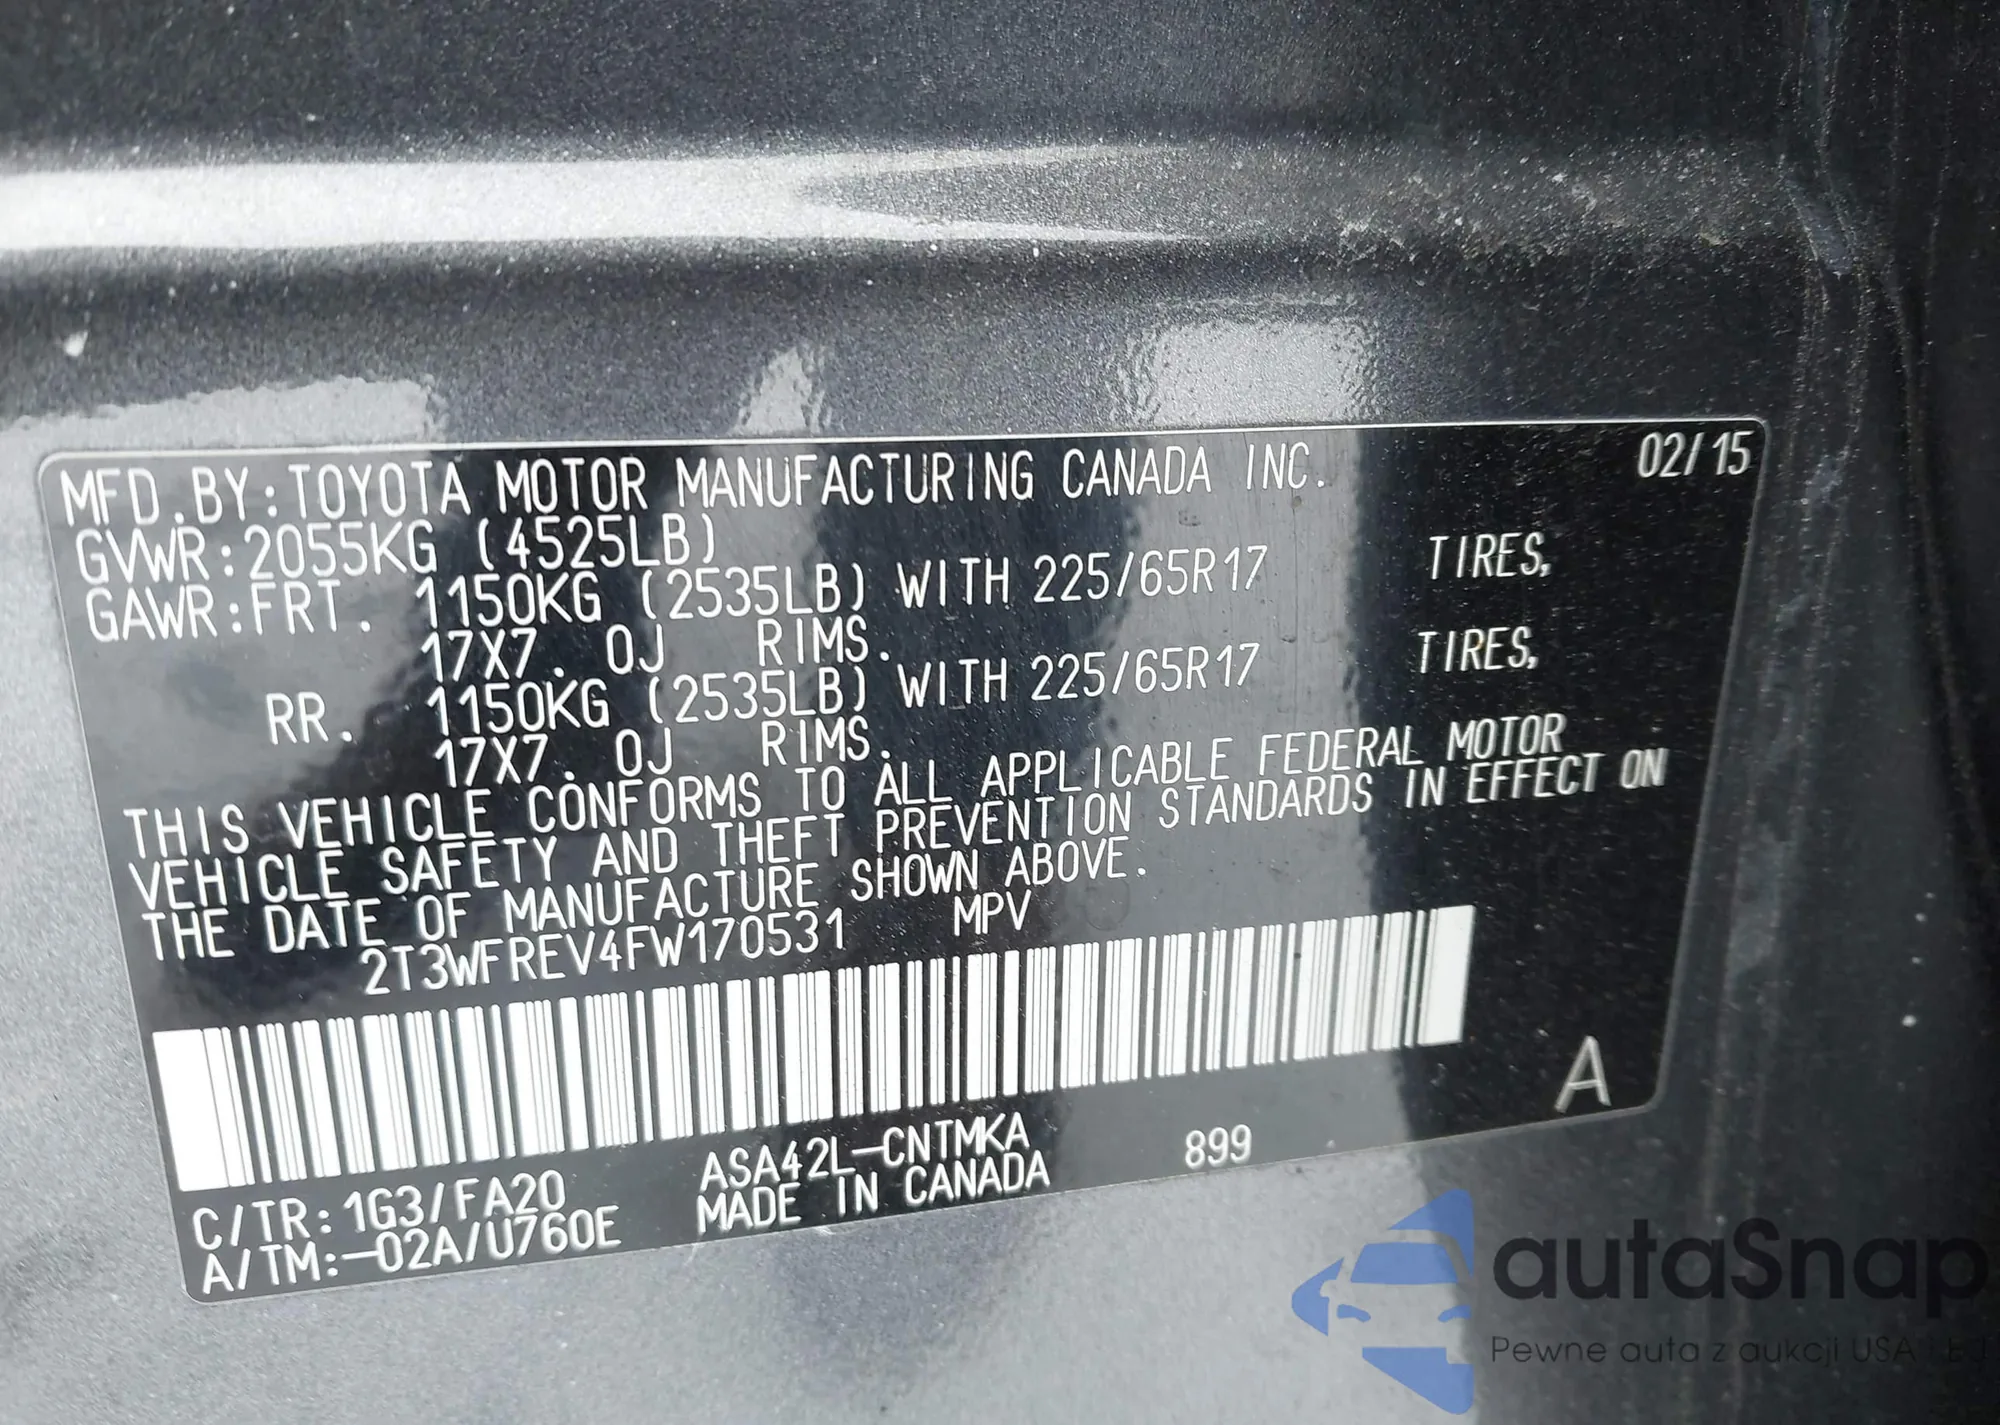 02/15
MFD.BY:TOYOTA MOTOR MANUFACTURING CANADA INC.
GVWR:2055KG (4525LB)
GAWR:FRT. 1150KG (2535LB) WITH 225/65R17 TIRES,
17X7.0J RIMS.
RR. 1150KG (2535LB) WITH 225/65R17 TIRES,
17X7.0J RIMS.
THIS VEHICLE CONFORMS TO ALL APPLICABLE FEDERAL MOTOR
VEHICLE SAFETY AND THEFT PREVENTION STANDARDS IN EFFECT ON
THE DATE OF MANUFACTURE SHOWN ABOVE.
2T3WFREV4FW170531 MPV
A
C/TR:1G3/FA20 ASA42L-CNTMKA 899
A/TM:-02A/U760E MADE IN CANADA
autaSnap
Pewne auta z aukcji USA i EU